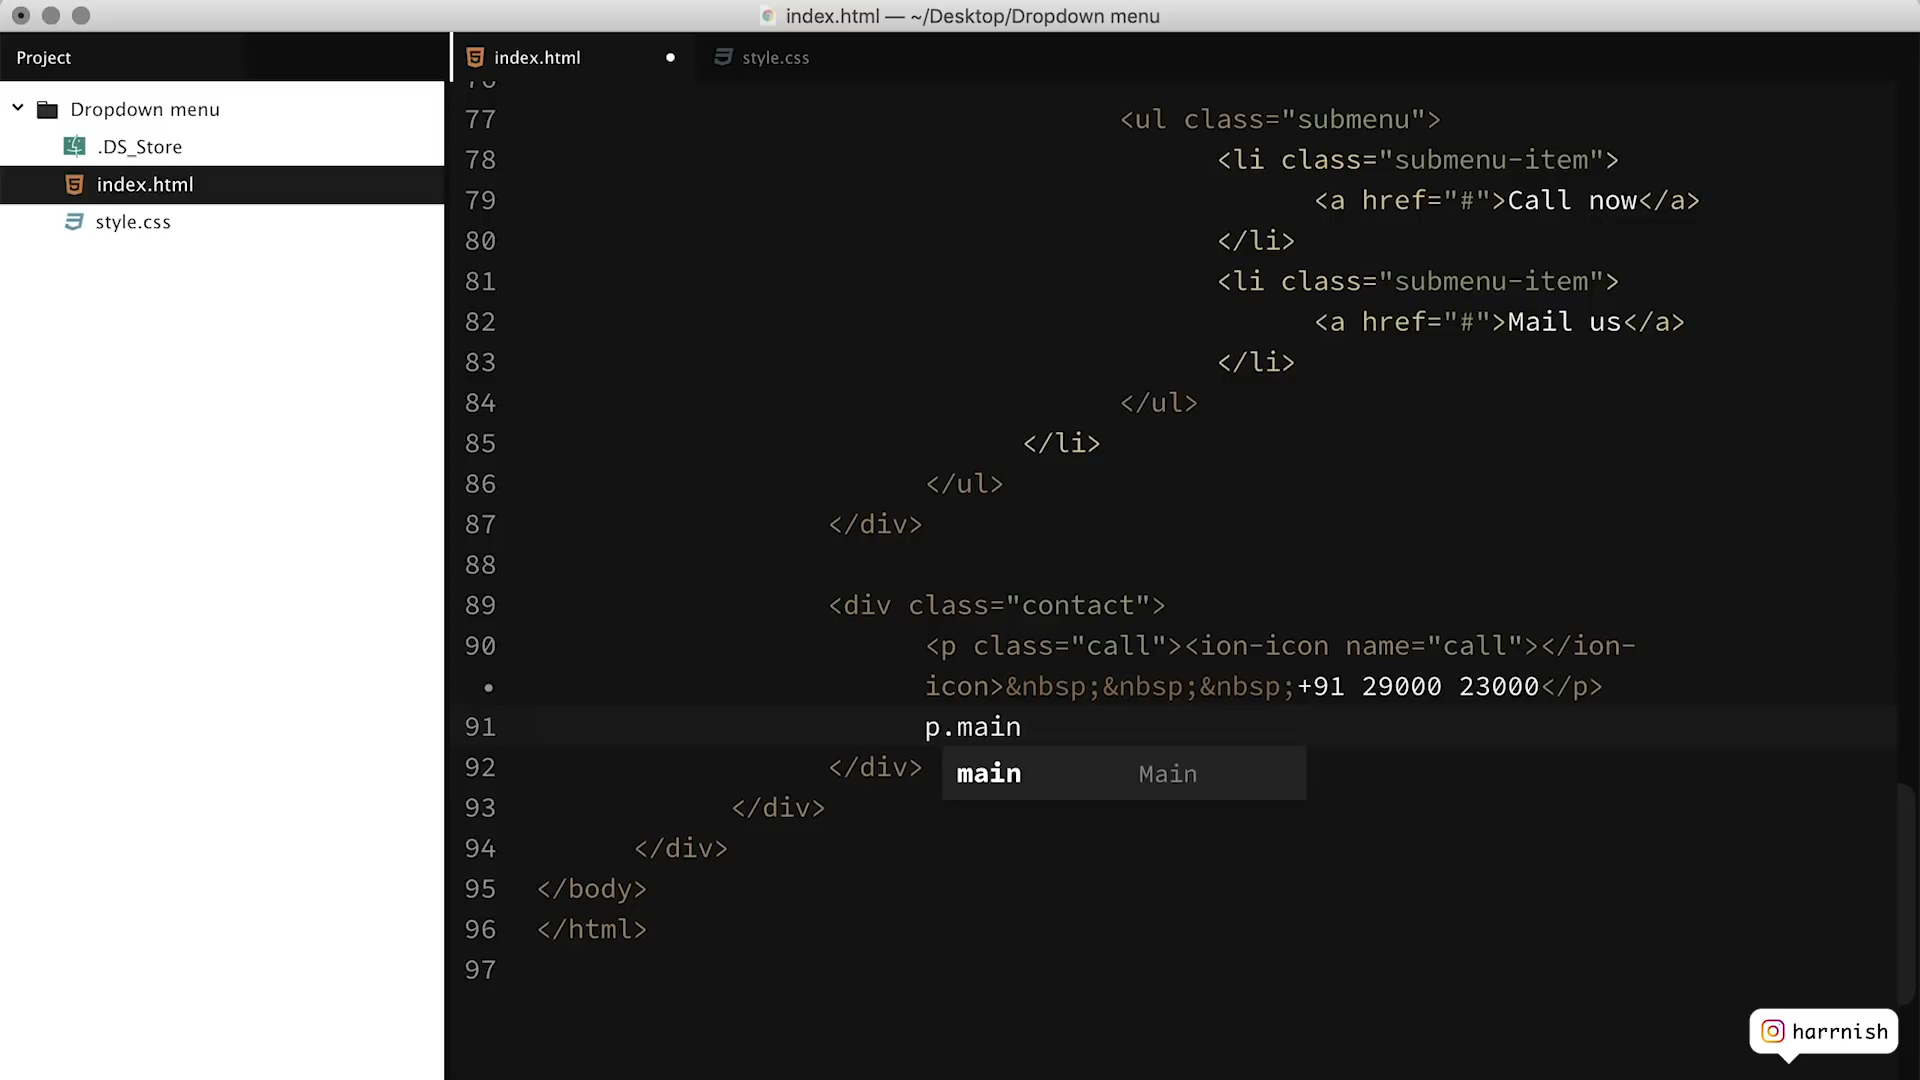 index.html — ~/Desktop/Dropdown menu
Project
index.html
style.css
Dropdown menu
.DS_Store
index.html
style.css
77 <ul class="submenu">
78 <li class="submenu-item">
79 <a href="#">Call now</a>
80 </li>
81 <li class="submenu-item">
82 <a href="#">Mail us</a>
83 </li>
84 </ul>
85 </li>
86 </ul>
87 </div>
88
89 <div class="contact">
90 <p class="call"><ion-icon name="call"></ion-
icon>&nbsp;&nbsp;&nbsp;+91 29000 23000</p>
91 p.main
main Main
92 </div>
93 </div>
94 </div>
95 </body>
96 </html>
97
harrnish